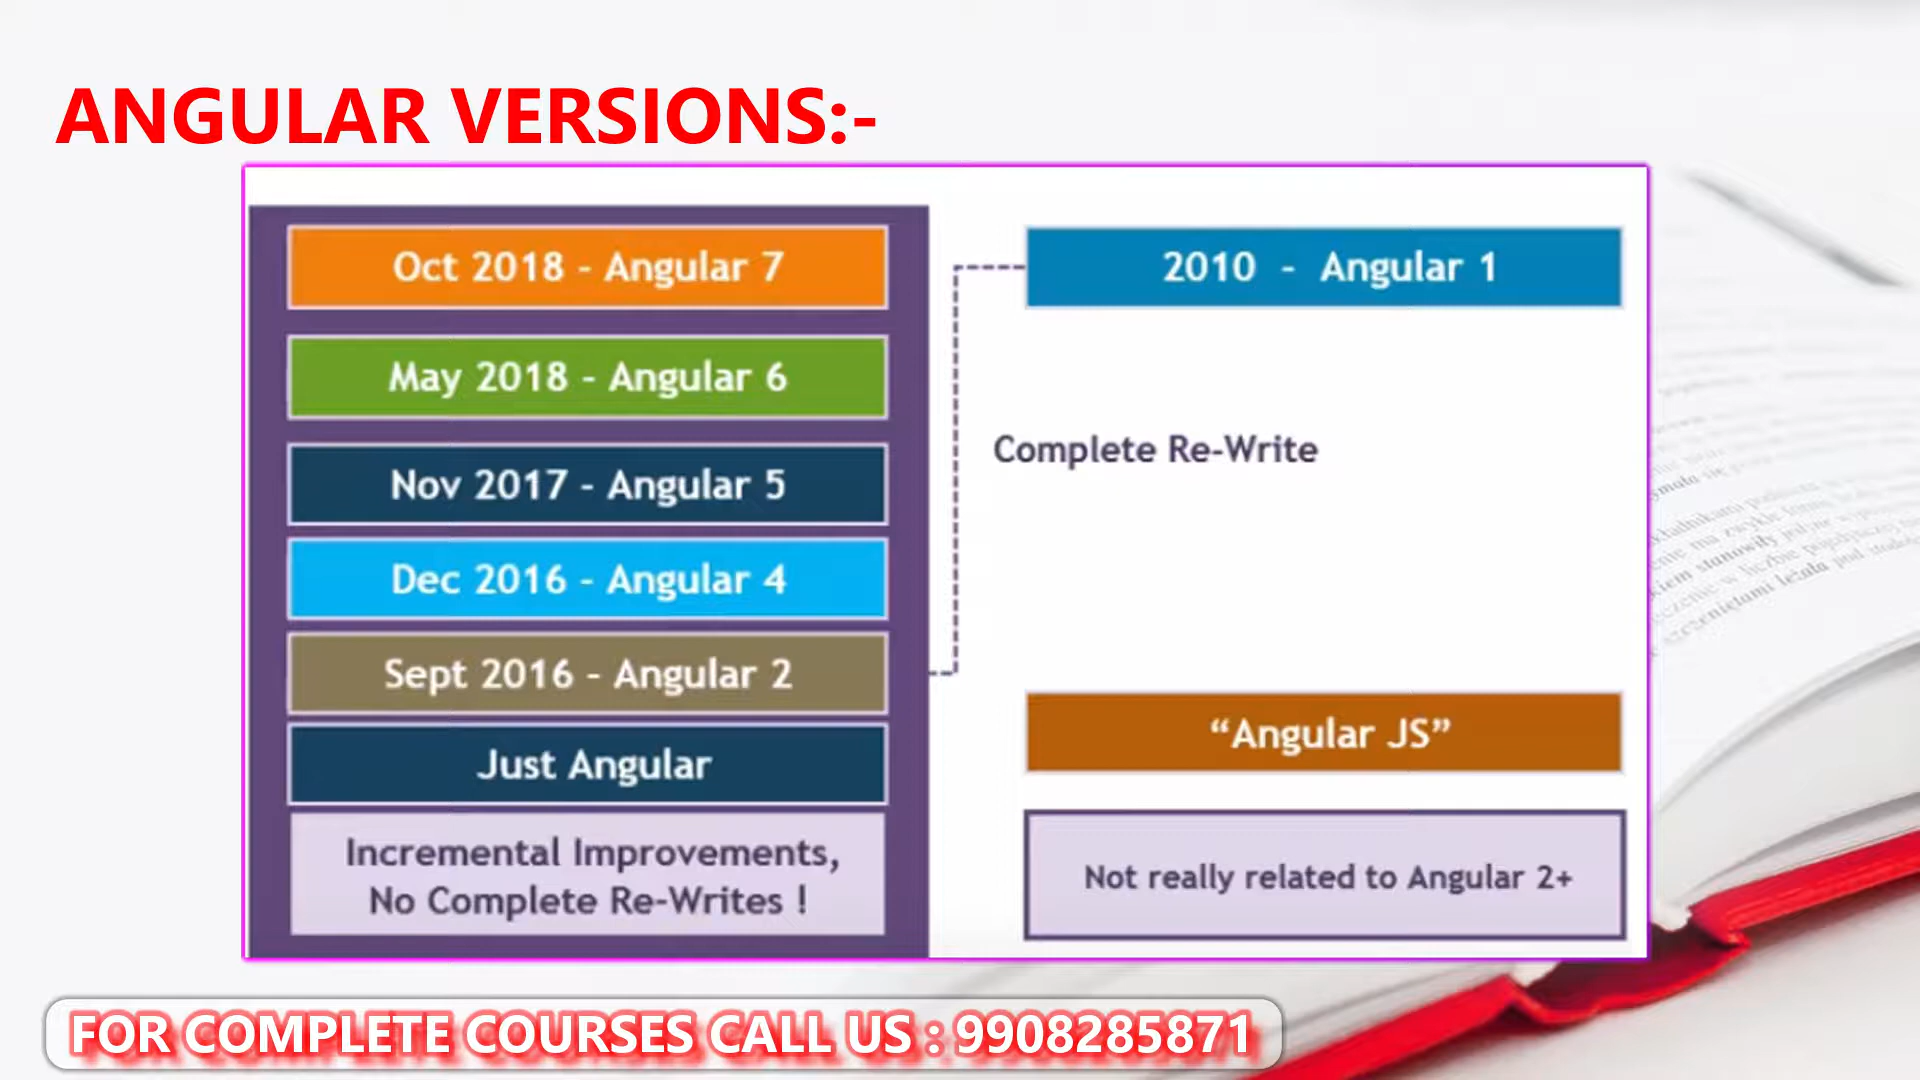 ANGULAR VERSIONS:-
Oct 2018 - Angular 7
May 2018 - Angular 6
Nov 2017 - Angular 5
Dec 2016 - Angular 4
Sept 2016 - Angular 2
Just Angular
Incremental Improvements,
No Complete Re-Writes !
2010 - Angular 1
Complete Re-Write
“Angular JS”
Not really related to Angular 2+
FOR COMPLETE COURSES CALL US : 9908285871